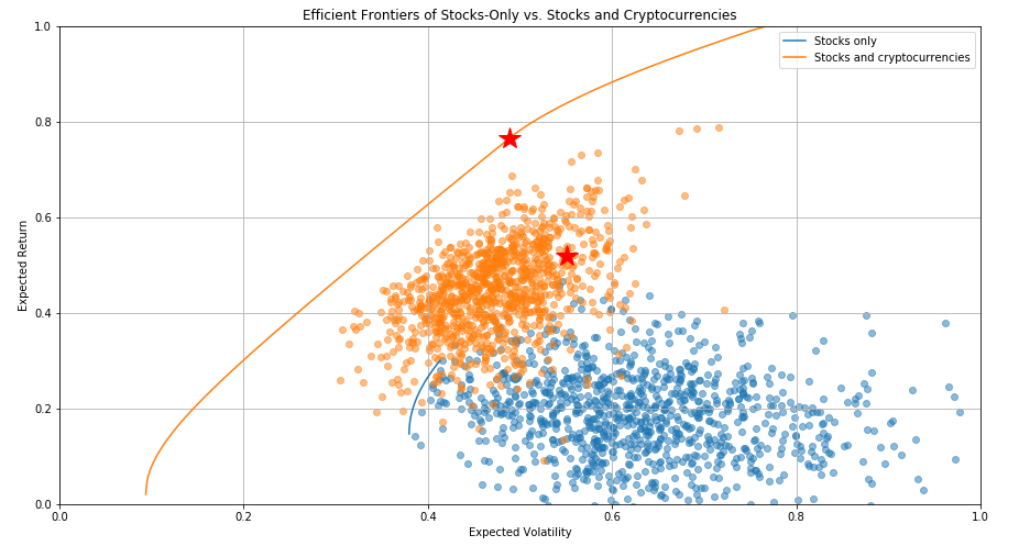 Efficient Frontiers of Stocks-Only vs. Stocks and Cryptocurrencies
Stocks only
Stocks and cryptocurrencies
Expected Return
1.0
0.8
0.6
0.4
0.2
0.0
0.0 0.2 0.4 0.6 0.8 1.0
Expected Volatility